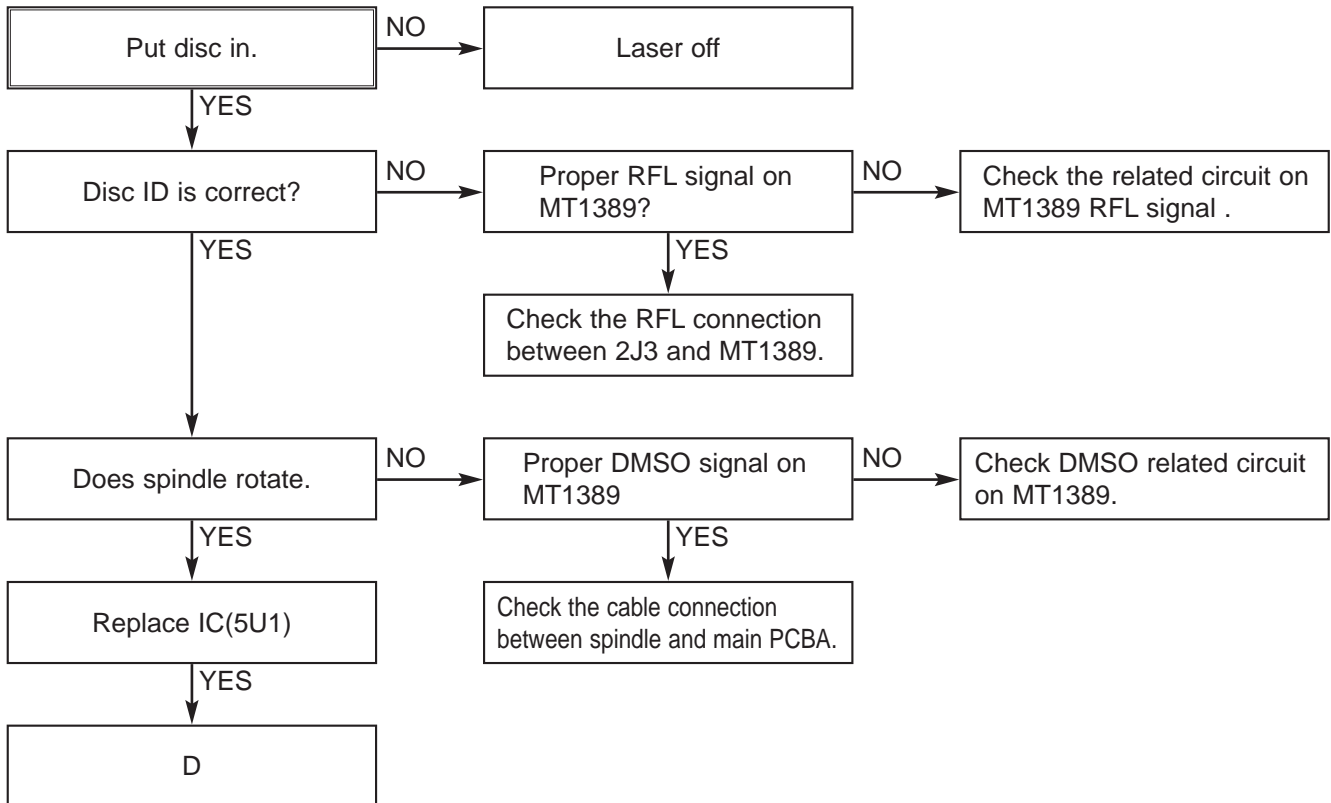 Put disc in.
NO
Laser off
YES
Disc ID is correct?
NO
Proper RFL signal on
MT1389?
NO
Check the related circuit on
MT1389 RFL signal .
YES
YES
Check the RFL connection
between 2J3 and MT1389.
Does spindle rotate.
NO
Proper DMSO signal on
MT1389
NO
Check DMSO related circuit
on MT1389.
YES
YES
Replace IC(5U1)
Check the cable connection
between spindle and main PCBA.
YES
D